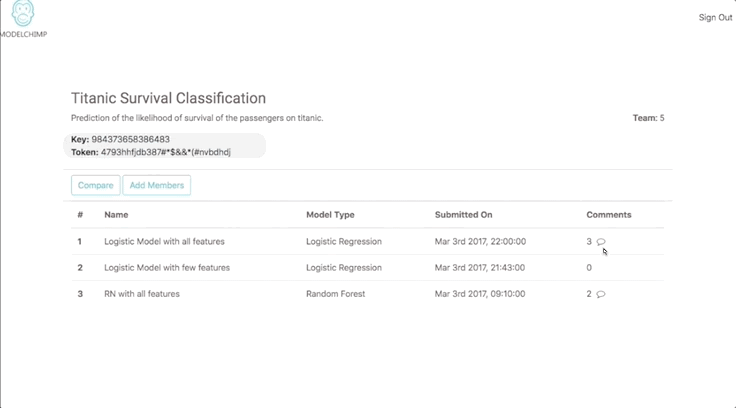 MODELCHIMP
Sign Out
Titanic Survival Classification
Prediction of the likelihood of survival of the passengers on titanic.
Team: 5
Key: 984373658386483
Token: 4793hhfjdb387#*$&&*(#nvbdhdj
Compare Add Members
# Name Model Type Submitted On Comments
1 Logistic Model with all features Logistic Regression Mar 3rd 2017, 22:00:00 3
2 Logistic Model with few features Logistic Regression Mar 3rd 2017, 21:43:00 0
3 RN with all features Random Forest Mar 3rd 2017, 09:10:00 2